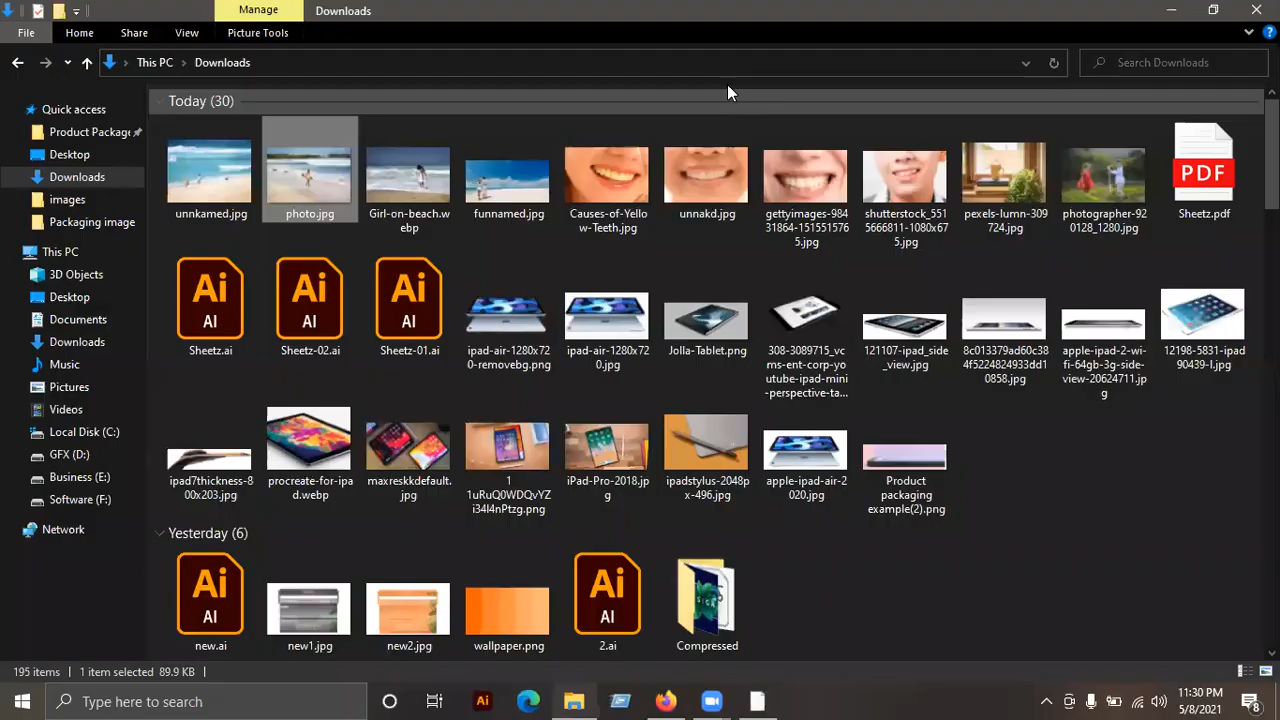 Manage
Downloads
File
Home
Share
View
Picture Tools
This PC
Downloads
Search Downloads
Quick access
Product Package
Desktop
Downloads
images
Packaging image
This PC
3D Objects
Desktop
Documents
Downloads
Music
Pictures
Videos
Local Disk (C:)
GFX (D:)
Business (E:)
Software (F:)
Network
Today (30)
unnkamed.jpg
photo.jpg
Girl-on-beach.w
ebp
funnamed.jpg
Causes-of-Yello
w-Teeth.jpg
unnakd.jpg
gettyimages-984
31864-151551576
5.jpg
shutterstock_551
5666811-1080x67
5.jpg
pexels-lumn-309
724.jpg
photographer-92
0128_1280.jpg
PDF
Sheetz.pdf
Ai
AI
Sheetz.ai
Ai
AI
Sheetz-02.ai
Ai
AI
Sheetz-01.ai
ipad-air-1280x72
0-removebg.png
ipad-air-1280x72
0.jpg
Jolla-Tablet.png
308-3089715_vc
ms-ent-corp-yo
utube-ipad-mini
-perspective-ta...
121107-ipad_side
_view.jpg
8c013379ad60c38
4f5224824933dd1
0858.jpg
apple-ipad-2-wi
-fi-64gb-3g-side
-view-20624711.jp
g
12198-5831-ipad
90439-l.jpg
ipad7thickness-8
00x203.jpg
procreate-for-ipa
d.webp
maxreskkdefault.
jpg
1
1uRuQ0WDQvYZ
i34l4nPtzg.png
iPad-Pro-2018.jp
g
ipadstylus-2048p
x-496.jpg
apple-ipad-air-2
020.jpg
Product
packaging
example(2).png
Yesterday (6)
Ai
AI
new.ai
new1.jpg
new2.jpg
wallpaper.png
Ai
AI
2.ai
Compressed
195 items
1 item selected 89.9 KB
Type here to search
Ai
11:30 PM
5/8/2021
8